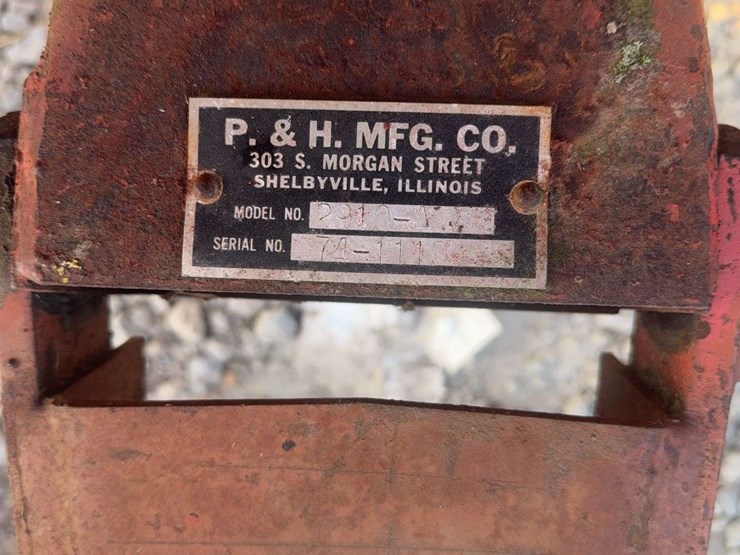 P. & H. MFG. CO.
303 S. MORGAN STREET
SHELBYVILLE, ILLINOIS
MODEL NO.
SERIAL NO.